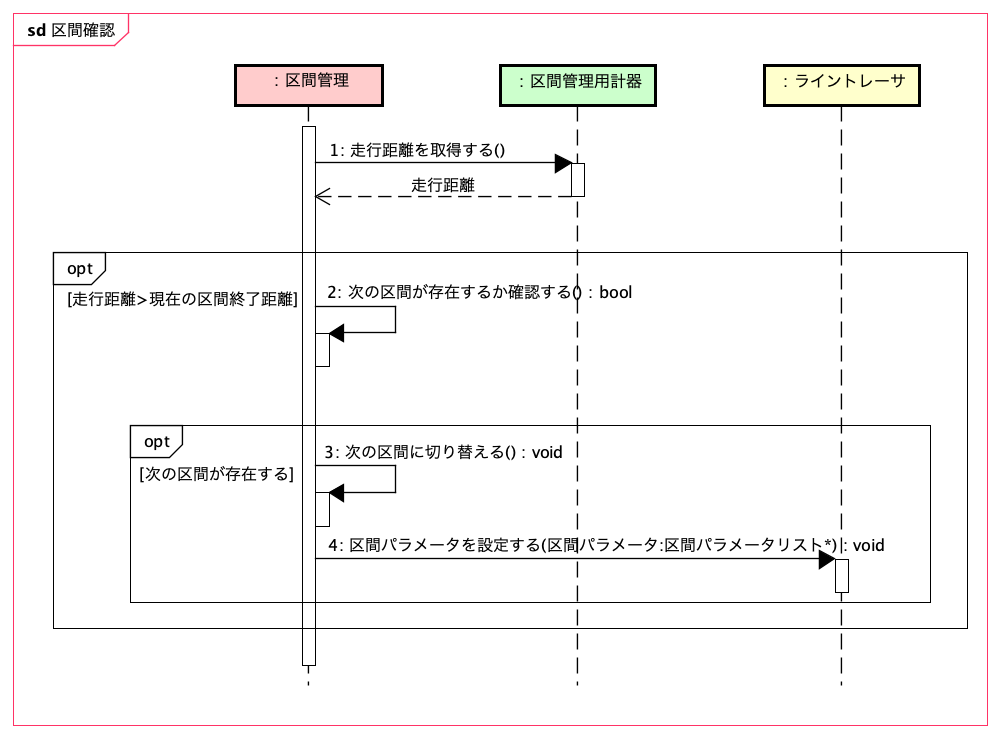 sd 区間確認
: 区間管理
: 区間管理用計器
: ライントレーサ
1: 走行距離を取得する()
走行距離
opt
[走行距離>現在の区間終了距離]
2: 次の区間が存在するか確認する() : bool
opt
[次の区間が存在する]
3: 次の区間に切り替える() : void
4: 区間パラメータを設定する(区間パラメータ:区間パラメータリスト*) : void